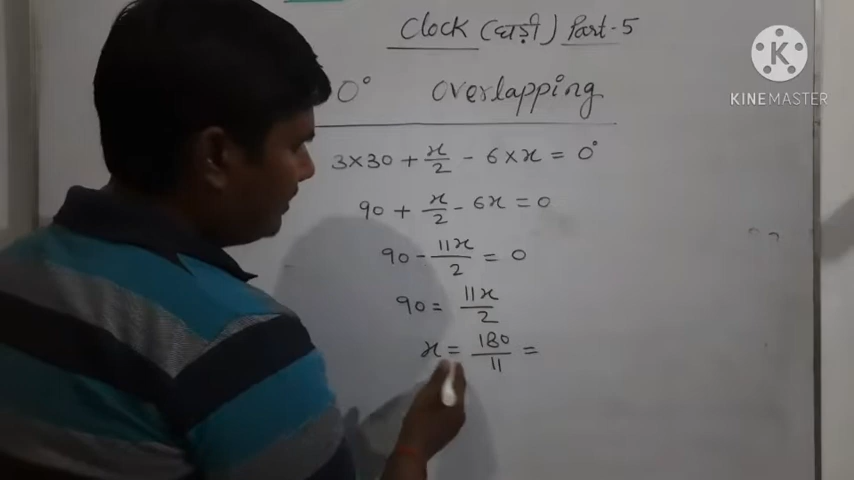 Clock (घड़ी) Part-5
0° Overlapping
3×30 + x/2 - 6×x = 0°
90 + x/2 - 6x = 0
90 - 11x/2 = 0
90 = 11x/2
x = 180/11 =
K
KINEMASTER